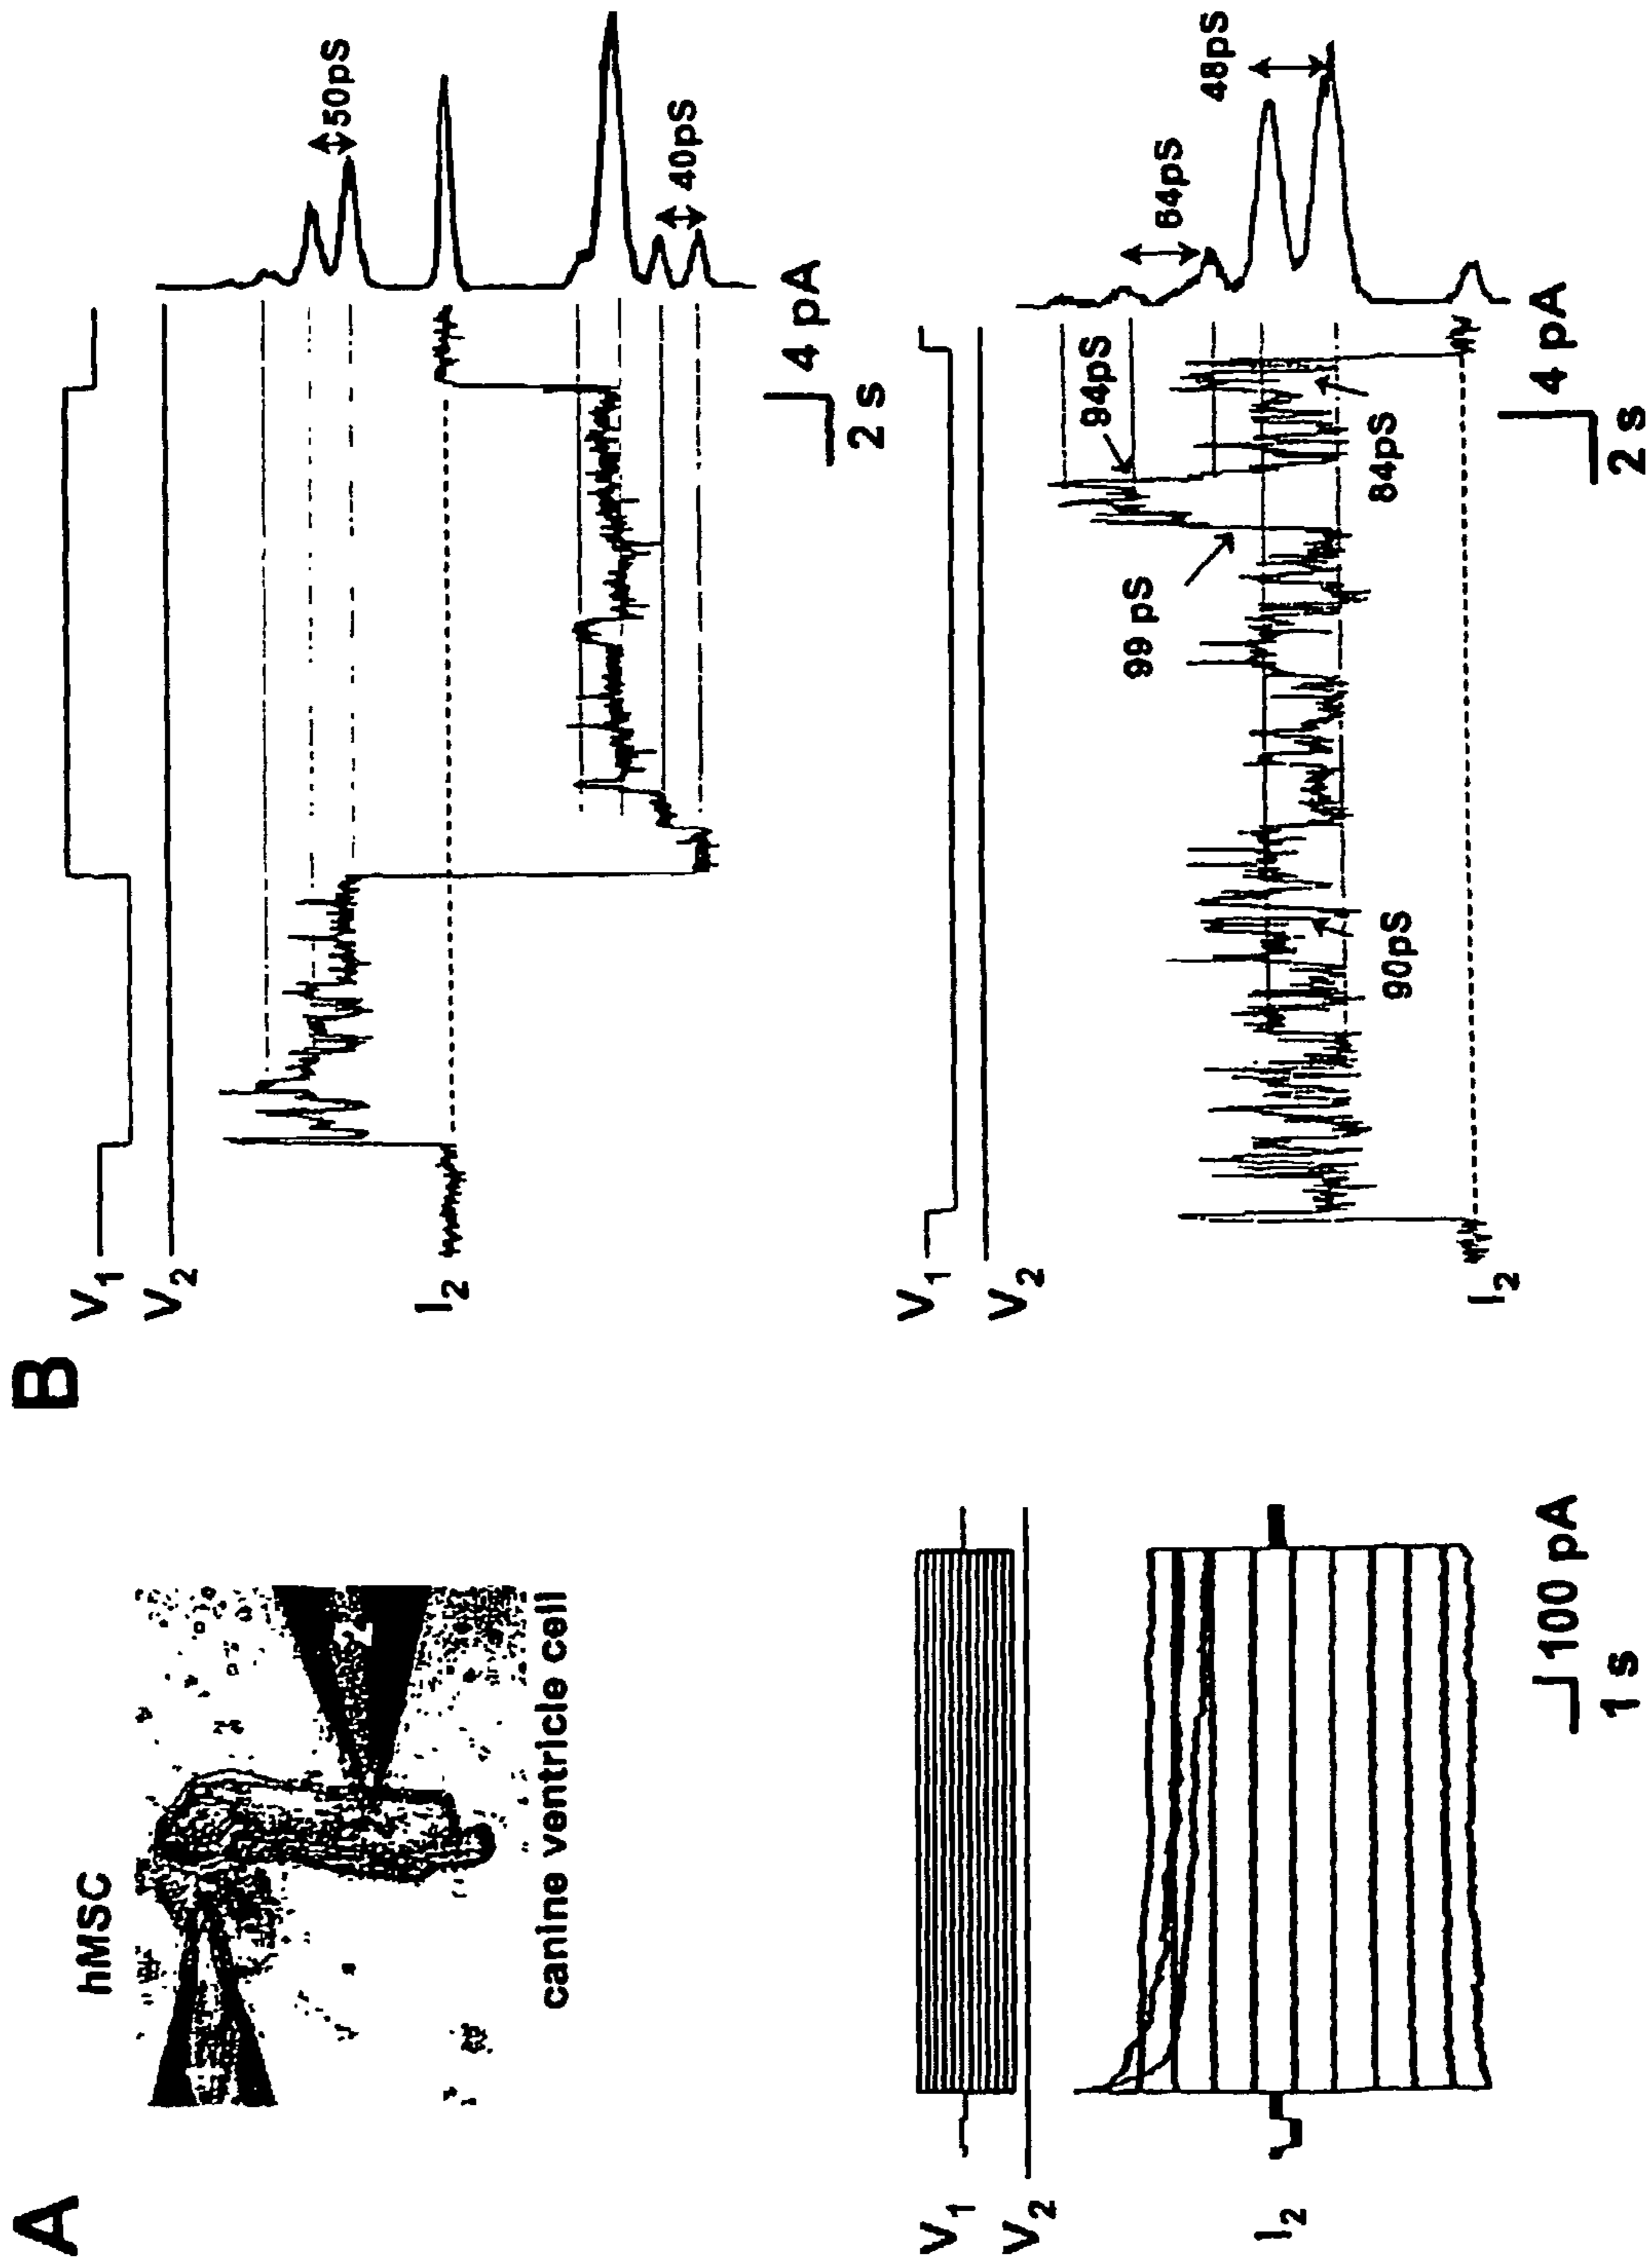 A
hMSC
canine ventricle cell
V1
V2
I2
100 pA
1 s
B
V1
V2
I2
50pS
40pS
4 pA
2 s
V1
V2
I2
99 pS
94pS
90pS
84pS
64pS
48pS
4 pA
2 s